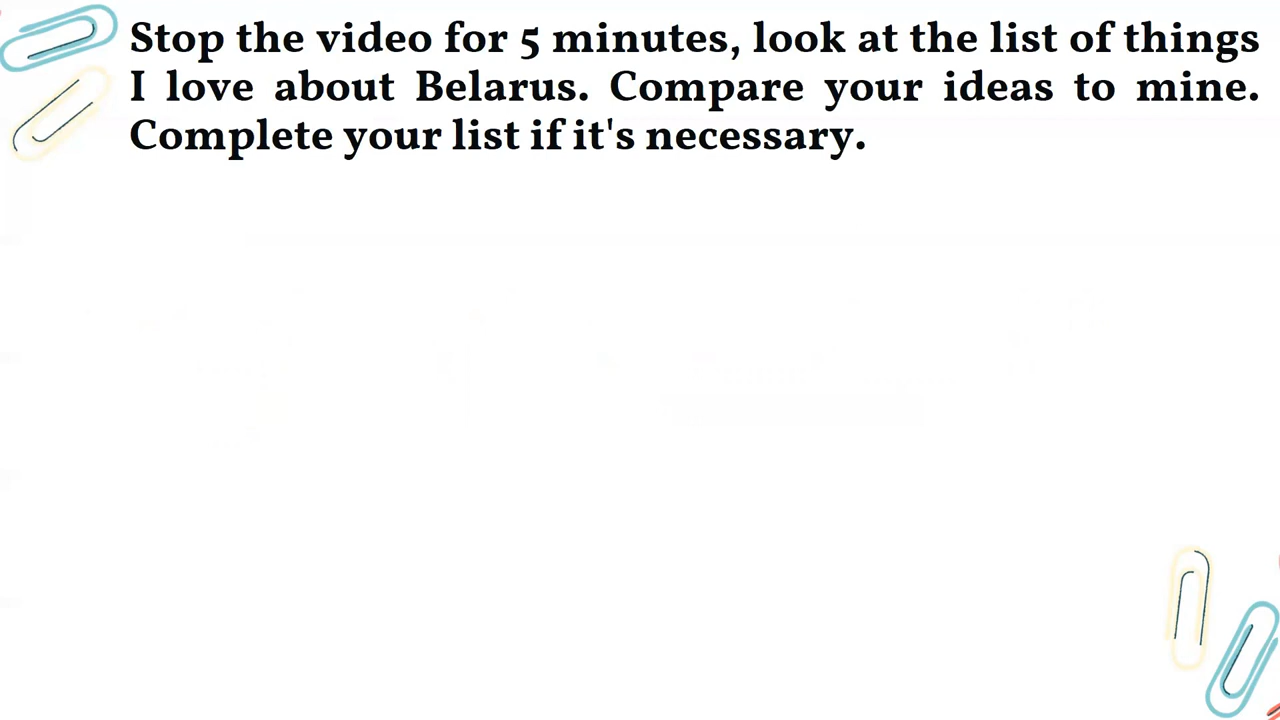 Stop the video for 5 minutes, look at the list of things
I love about Belarus. Compare your ideas to mine.
Complete your list if it's necessary.